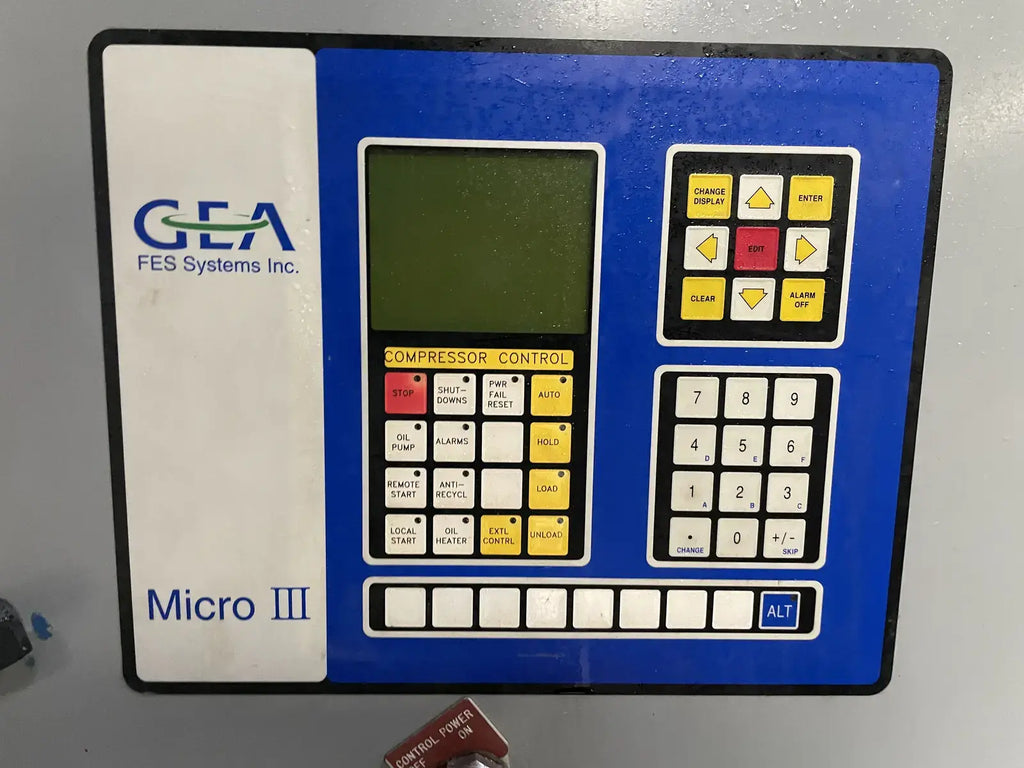 GEA
FES Systems Inc.
Micro III
COMPRESSOR CONTROL
STOP
SHUT-
DOWNS
PWR
FAIL
RESET
AUTO
OIL
PUMP
ALARMS
HOLD
REMOTE
START
ANTI-
RECYCL
LOAD
LOCAL
START
OIL
HEATER
EXTL
CONTRL
UNLOAD
CHANGE
DISPLAY
ENTER
EDIT
CLEAR
ALARM
OFF
7
8
9
4 D
5 E
6 F
1 A
2 B
3 C
.
CHANGE
0
+/-
SKIP
ALT
CONTROL POWER
ON